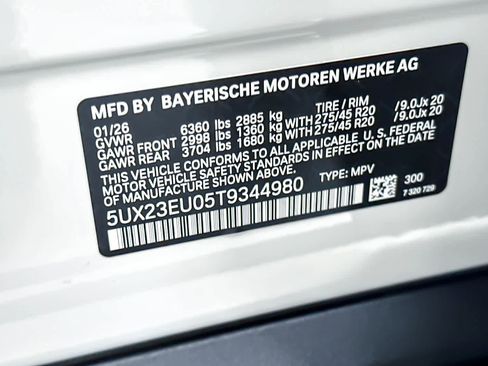 MFD BY BAYERISCHE MOTOREN WERKE AG
01/26 TIRE / RIM
GVWR 6360 lbs 2885 kg
GAWR FRONT 2998 lbs 1360 kg WITH 275/45 R20 /9.0Jx 20
GAWR REAR 3704 lbs 1680 kg WITH 275/45 R20 /9.0Jx 20
THIS VEHICLE CONFORMS TO ALL APPLICABLE U. S. FEDERAL
MOTOR VEHICLE SAFETY STANDARDS IN EFFECT ON THE DATE
OF MANUFACTURE SHOWN ABOVE.
5UX23EU05T9344980 TYPE: MPV
300
7 320 729